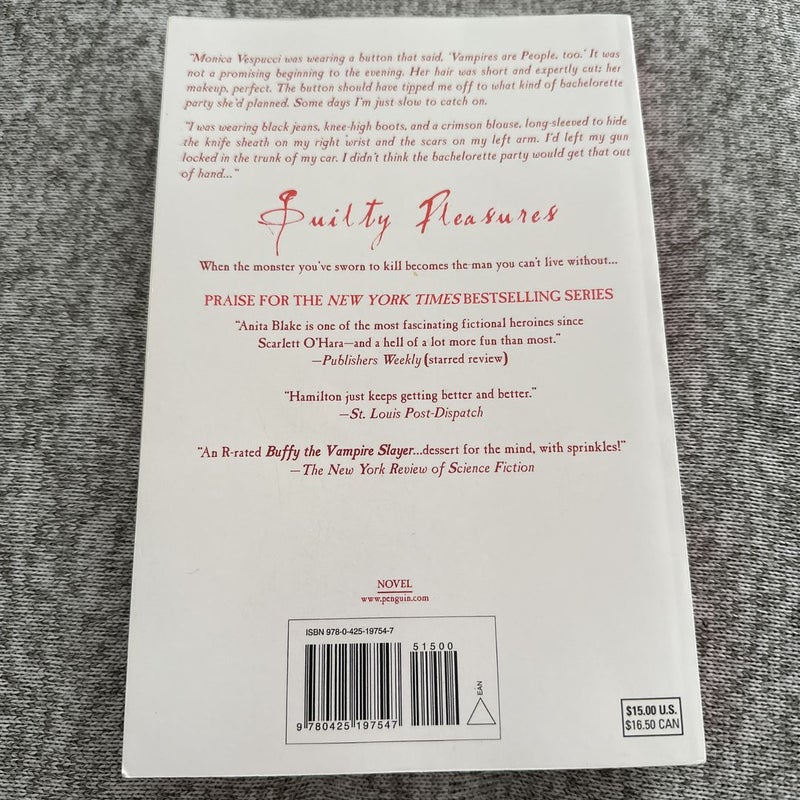 "Monica Vespucci was wearing a button that said, 'Vampires are People, too.' It was
not a promising beginning to the evening. Her hair was short and expertly cut; her
makeup, perfect. The button should have tipped me off to what kind of bachelorette
party she'd planned. Some days I'm just slow to catch on.
"I was wearing black jeans, knee-high boots, and a crimson blouse, long-sleeved to hide
the knife sheath on my right wrist and the scars on my left arm. I'd left my gun
locked in the trunk of my car. I didn't think the bachelorette party would get that out
of hand..."
Guilty Pleasures
When the monster you've sworn to kill becomes the man you can't live without...
PRAISE FOR THE NEW YORK TIMES BESTSELLING SERIES
"Anita Blake is one of the most fascinating fictional heroines since
Scarlett O'Hara—and a hell of a lot more fun than most."
—Publishers Weekly (starred review)
"Hamilton just keeps getting better and better."
—St. Louis Post-Dispatch
"An R-rated Buffy the Vampire Slayer...dessert for the mind, with sprinkles!"
—The New York Review of Science Fiction
NOVEL
www.penguin.com
ISBN 978-0-425-19754-7
51500
9 780425 197547
EAN
$15.00 U.S.
$16.50 CAN